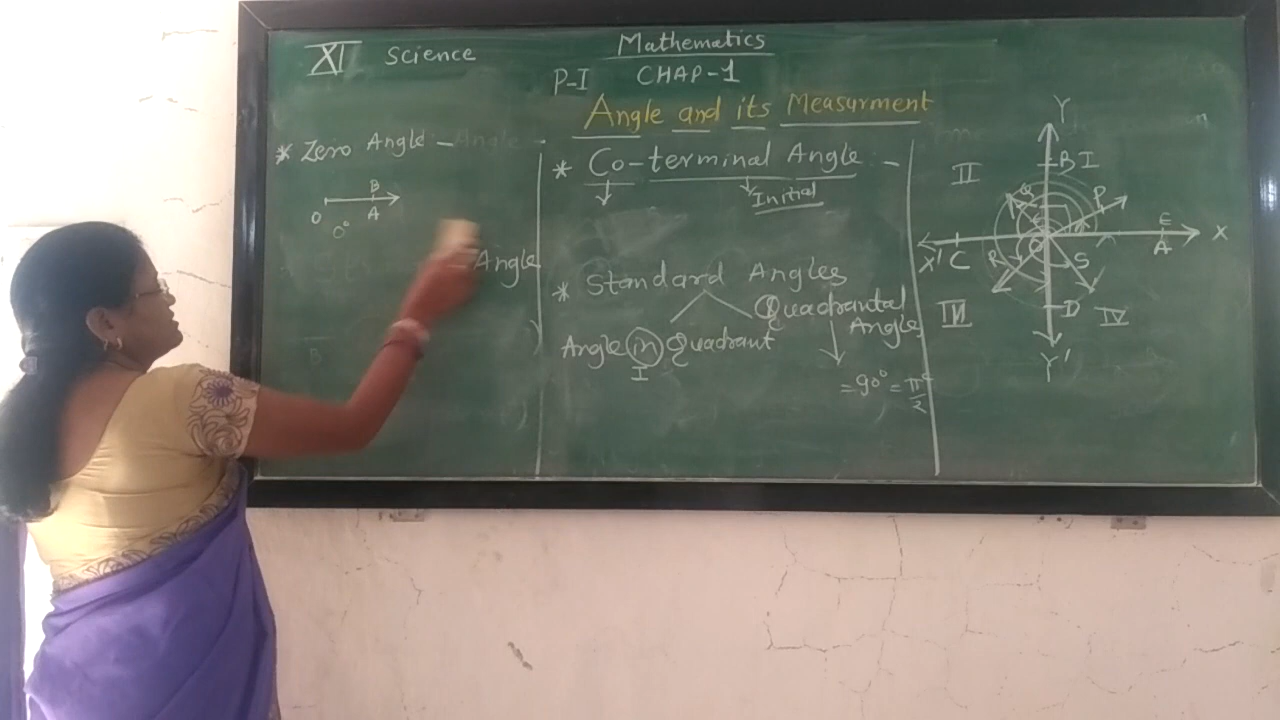 XI Science
Mathematics
P-I CHAP-1
Angle and its Measurment
* Zero Angle -
B
O A
0°
Angle
* Co-terminal Angle :-
Initial
* Standard Angles
Quadrantal
Angle
Angle in Quadrant
I
= 90° = π/2
Y
II B I
Q P
E
X' C R O S A X
III D IV
Y'